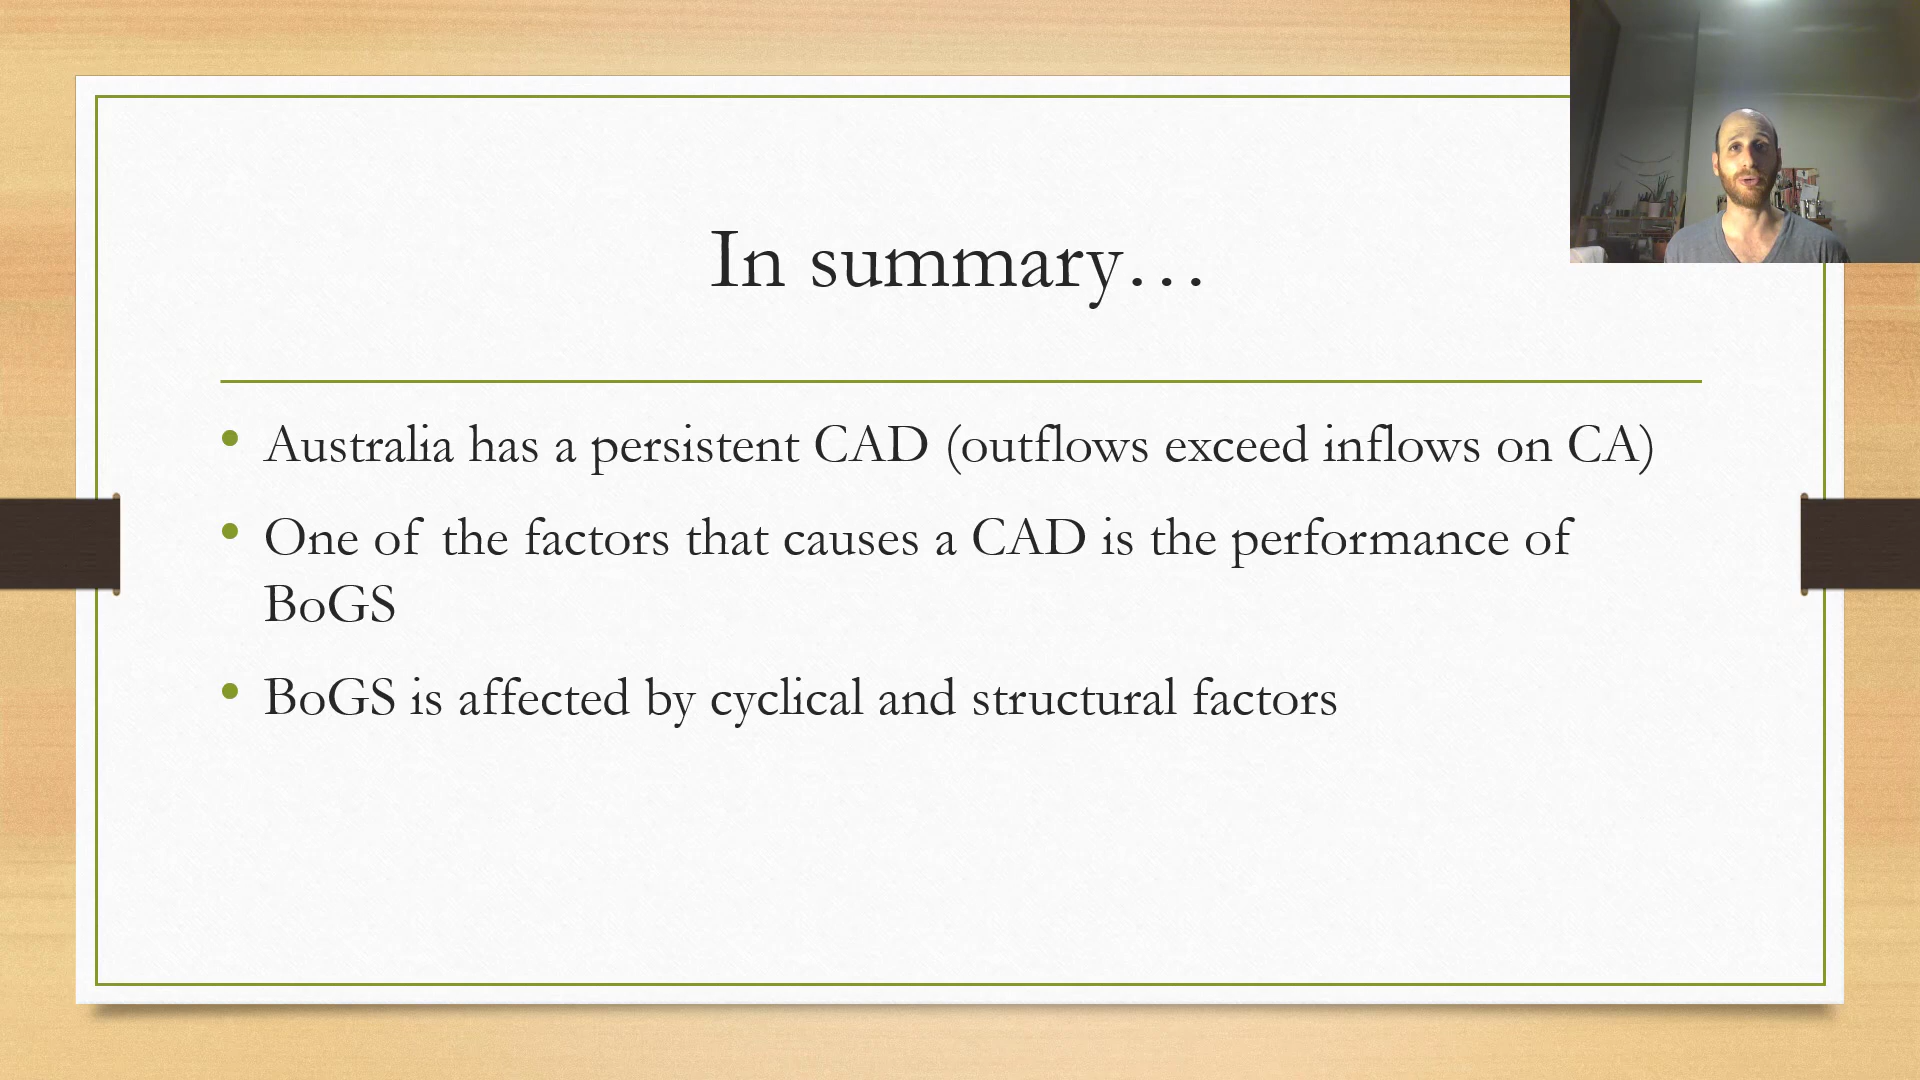 In summary…
• Australia has a persistent CAD (outflows exceed inflows on CA)
• One of the factors that causes a CAD is the performance of
BoGS
• BoGS is affected by cyclical and structural factors